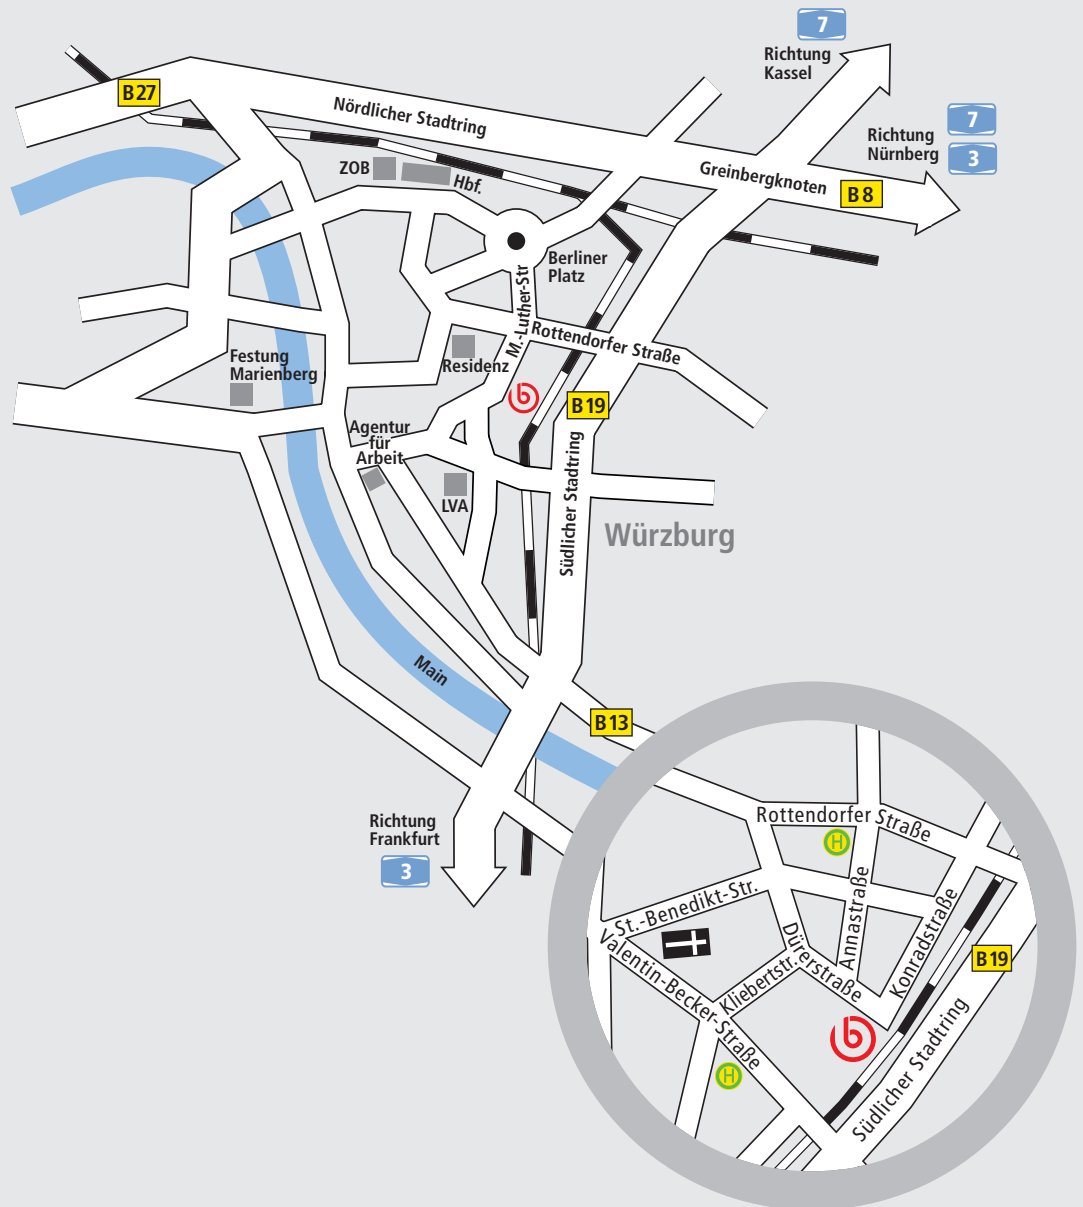 7
Richtung
Kassel
B27
Nördlicher Stadtring
7
Richtung
Nürnberg
3
ZOB
Hbf.
Greinbergknoten
B8
Berliner
Platz
M.-Luther-Str
Rottendorfer Straße
Festung
Marienberg
Residenz
b
B19
Agentur
für
Arbeit
LVA
Südlicher Stadtring
Würzburg
Main
B13
Richtung
Frankfurt
3
Rottendorfer Straße
H
St.-Benedikt-Str.
Annastraße
Konradstraße
Dürerstraße
Valentin-Becker-Straße
Kliebertstr.
B19
b
H
Südlicher Stadtring